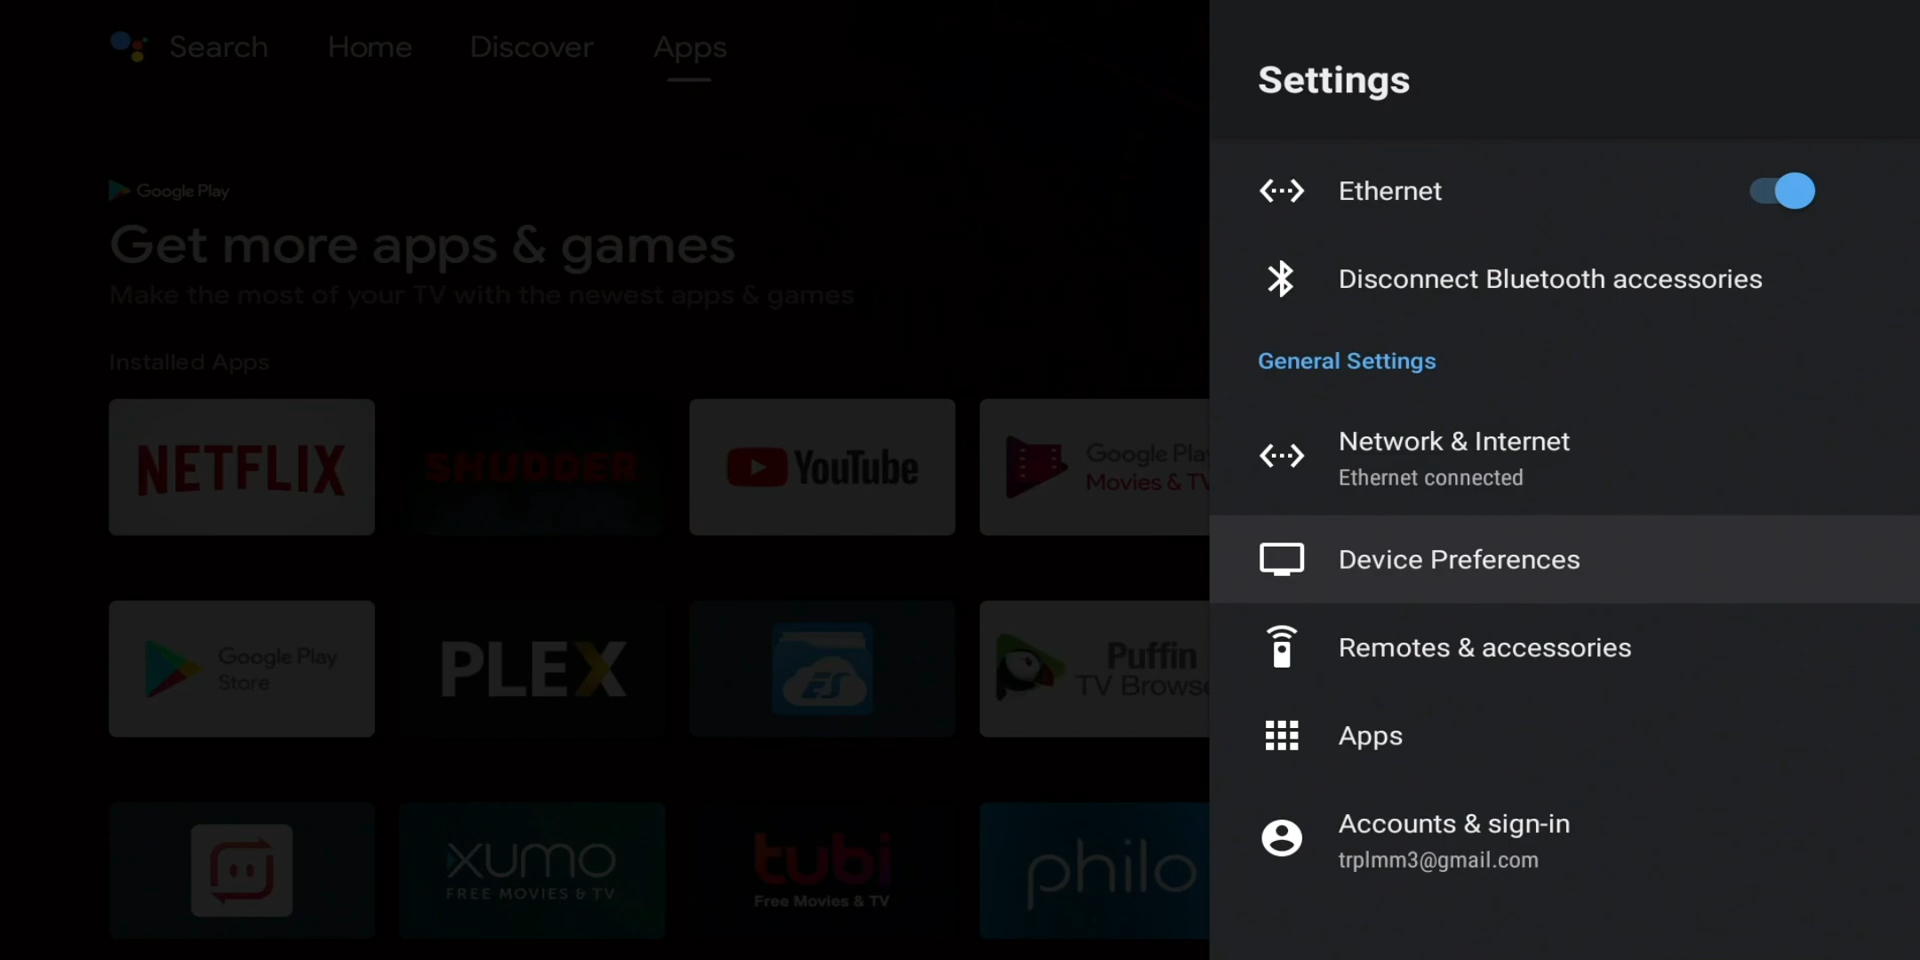 Search Home Discover Apps
Google Play
Get more apps & games
Make the most of your TV with the newest apps & games
Installed Apps
NETFLIX
SHUDDER
YouTube
Google Pla
Movies & TV
Google Play
Store
PLEX
ES
Puffin
TV Browse
xumo
FREE MOVIES & TV
tubi
Free Movies & TV
philo
Settings
Ethernet
Disconnect Bluetooth accessories
General Settings
Network & Internet
Ethernet connected
Device Preferences
Remotes & accessories
Apps
Accounts & sign-in
trplmm3@gmail.com